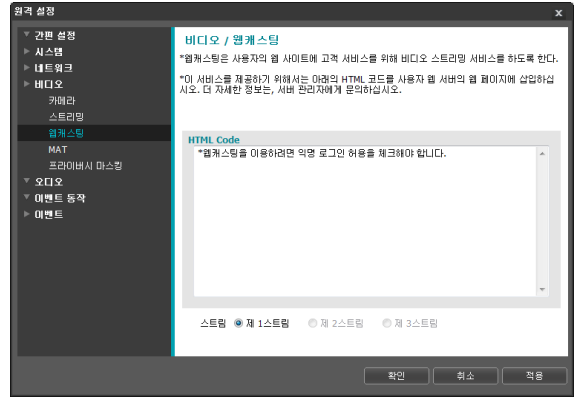 원격 설정
x
간편 설정
시스템
네트워크
비디오
카메라
스트리밍
웹캐스팅
MAT
프라이버시 마스킹
오디오
이벤트 동작
이벤트
비디오 / 웹캐스팅
*웹캐스팅은 사용자의 웹 사이트에 고객 서비스를 위해 비디오 스트리밍 서비스를 하도록 한다.
*이 서비스를 제공하기 위해서는 아래의 HTML 코드를 사용자 웹 서버의 웹 페이지에 삽입하십
시오. 더 자세한 정보는, 서버 관리자에게 문의하십시오.
HTML Code
*웹캐스팅을 이용하려면 익명 로그인 허용을 체크해야 합니다.
스트림 제 1스트림 제 2스트림 제 3스트림
확인 취소 적용